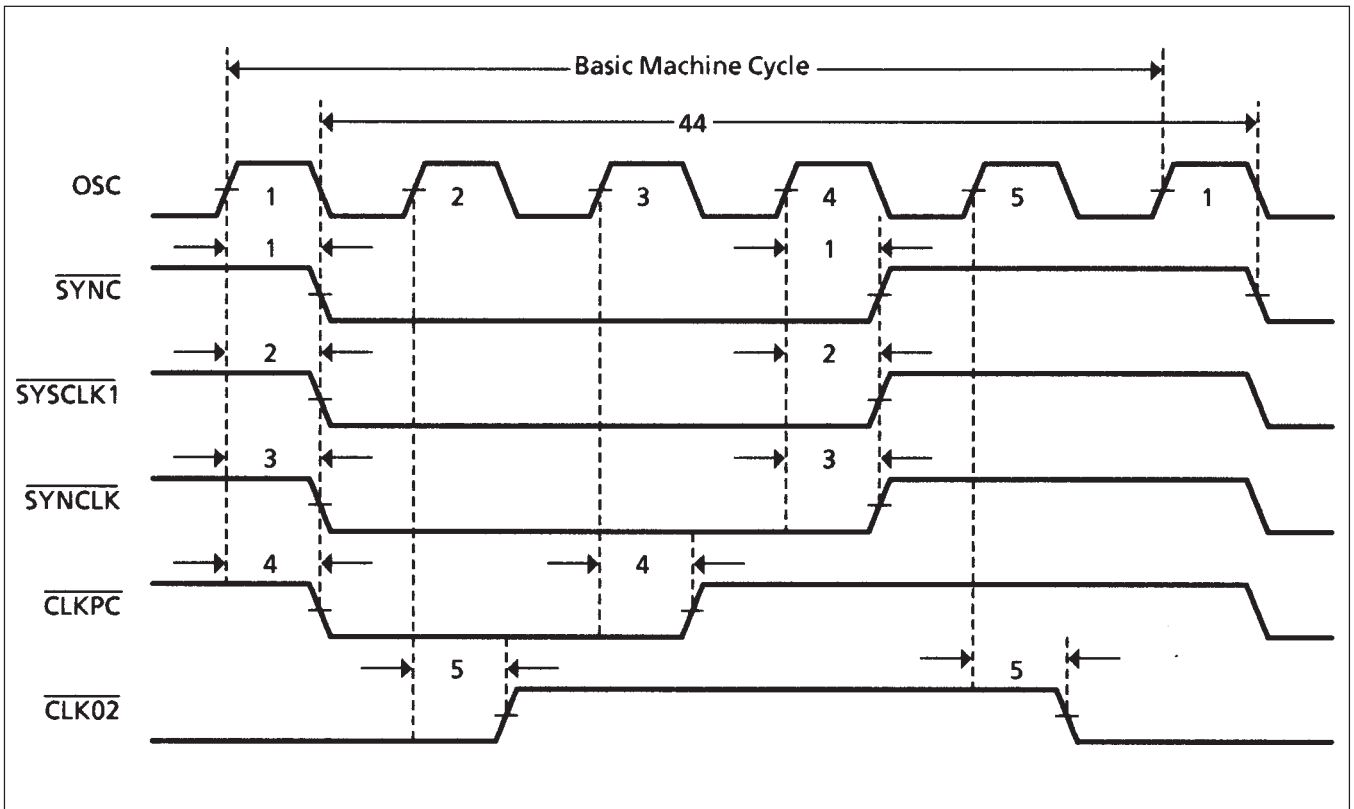 Basic Machine Cycle
44
OSC 1 2 3 4 5 1
1 1
SYNC
2 2
SYSCLK1
3 3
SYNCLK
4 4
CLKPC
5 5
CLK02